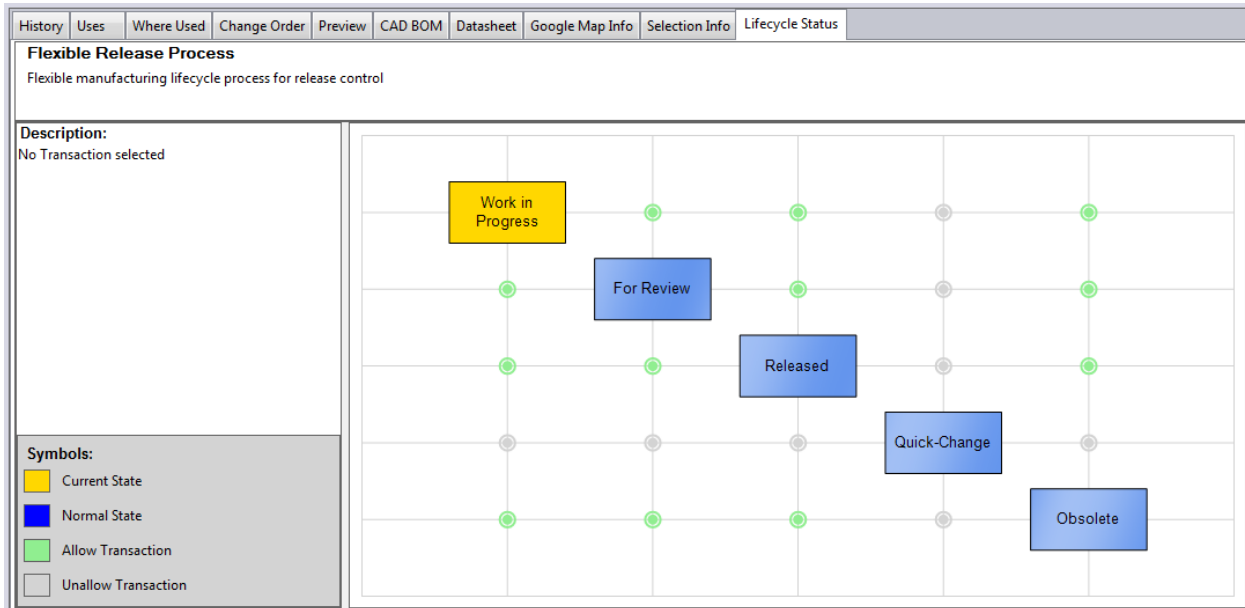 History Uses Where Used Change Order Preview CAD BOM Datasheet Google Map Info Selection Info Lifecycle Status
Flexible Release Process
Flexible manufacturing lifecycle process for release control
Description:
No Transaction selected
Work in
Progress
For Review
Released
Quick-Change
Obsolete
Symbols:
Current State
Normal State
Allow Transaction
Unallow Transaction